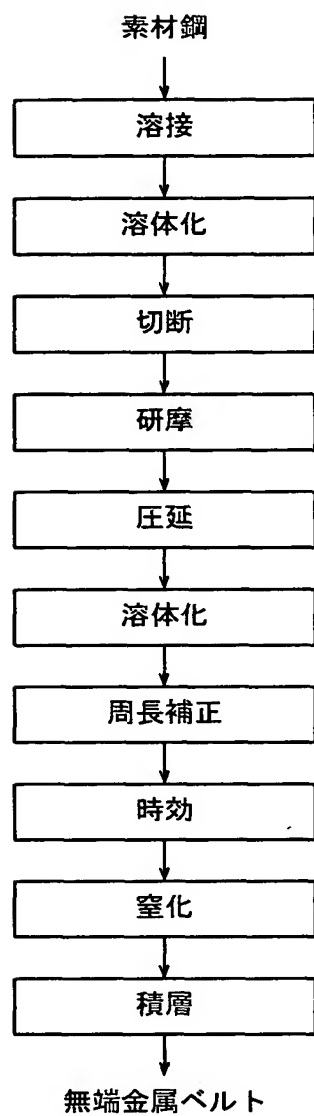 素材鋼
溶接
溶体化
切断
研摩
圧延
溶体化
周長補正
時効
窒化
積層
無端金属ベルト